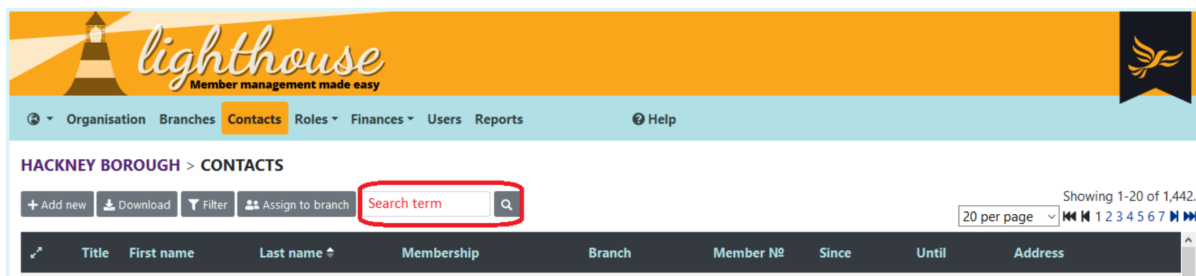 lighthouse
Member management made easy
Organisation Branches Contacts Roles Finances Users Reports Help
HACKNEY BOROUGH > CONTACTS
Showing 1-20 of 1,442.
+ Add new Download Filter Assign to branch Search term
20 per page 1 2 3 4 5 6 7
Title First name Last name Membership Branch Member Nº Since Until Address